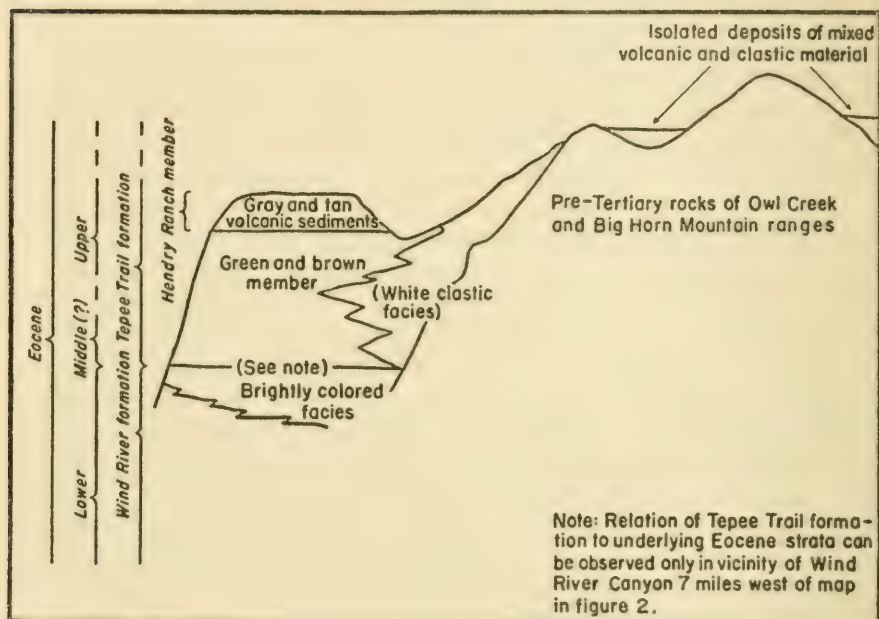 Isolated deposits of mixed
volcanic and clastic material
Eocene
Lower
Middle (?)
Upper
Wind River formation
Tepee Trail formation
Hendry Ranch member
Gray and tan
volcanic sediments
Green and brown
member
(White clastic
facies)
(See note)
Brightly colored
facies
Pre-Tertiary rocks of Owl Creek
and Big Horn Mountain ranges
Note: Relation of Tepee Trail forma-
tion to underlying Eocene strata can
be observed only in vicinity of Wind
River Canyon 7 miles west of map
in figure 2.